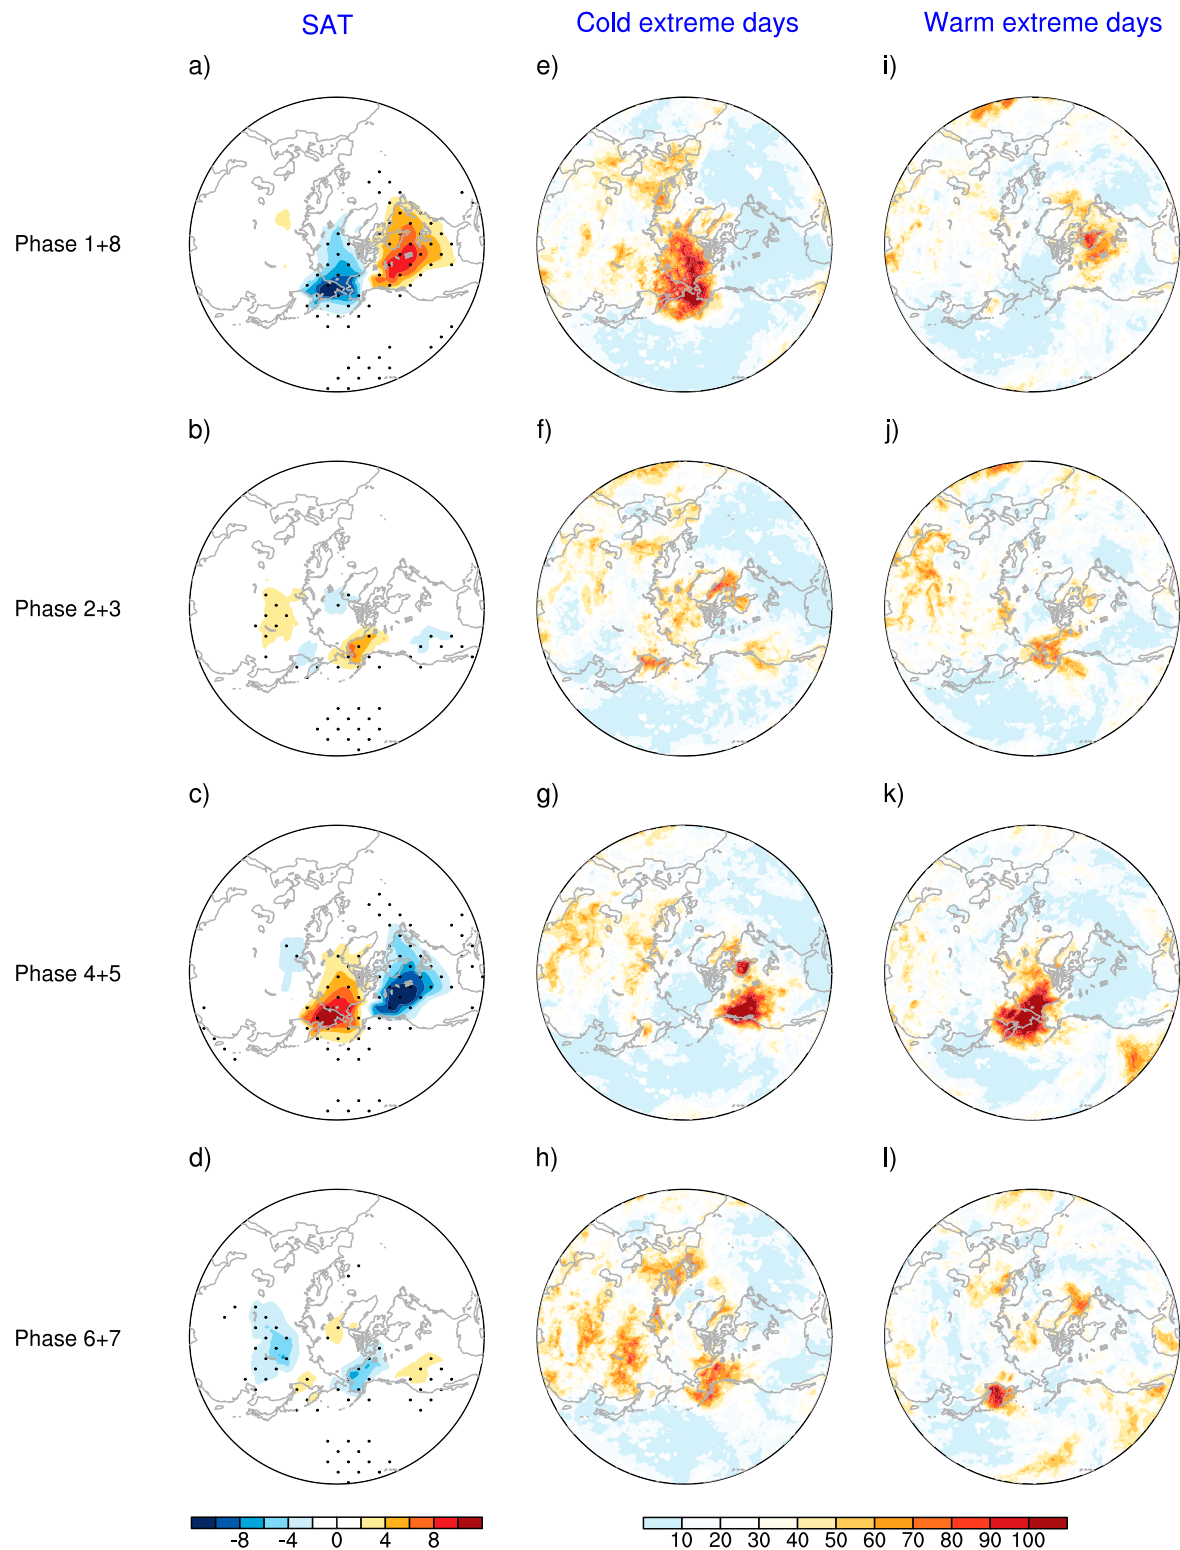 SAT Cold extreme days Warm extreme days
a) e) i)
Phase 1+8
b) f) j)
Phase 2+3
c) g) k)
Phase 4+5
d) h) l)
Phase 6+7
-8 -4 0 4 8 10 20 30 40 50 60 70 80 90 100